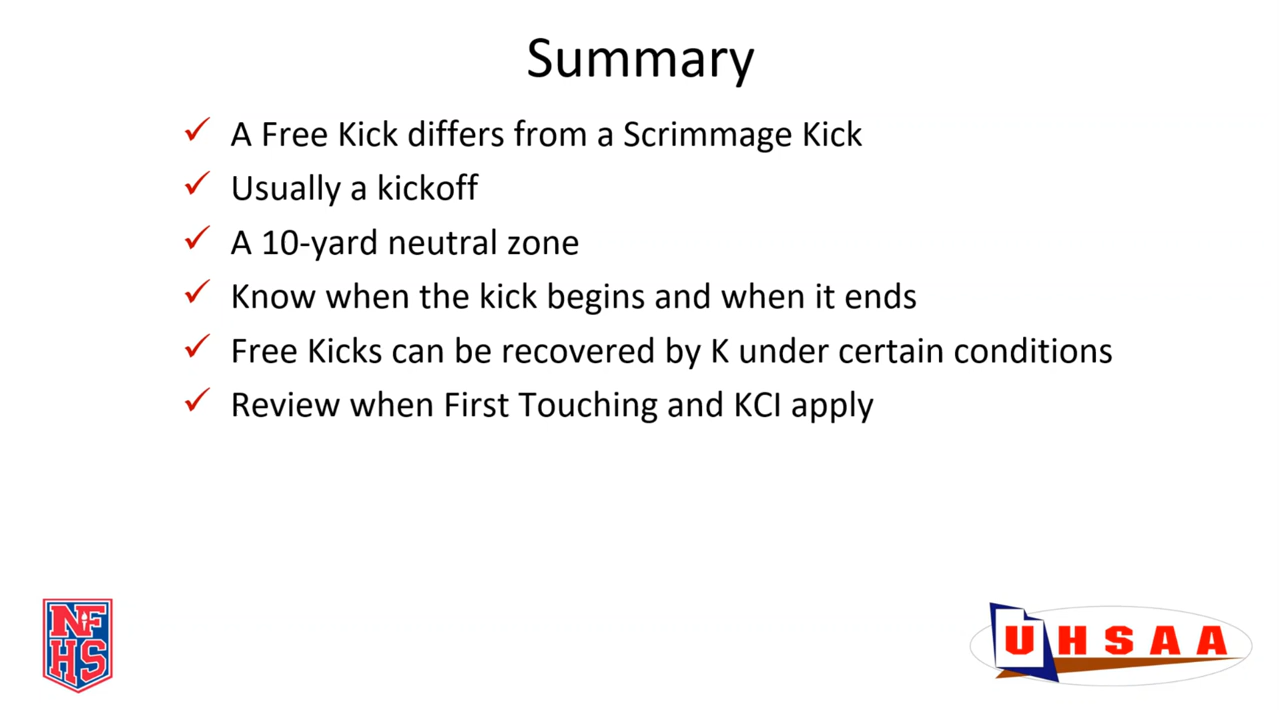 Summary
A Free Kick differs from a Scrimmage Kick
Usually a kickoff
A 10-yard neutral zone
Know when the kick begins and when it ends
Free Kicks can be recovered by K under certain conditions
Review when First Touching and KCI apply
NF
HS
UHSAA